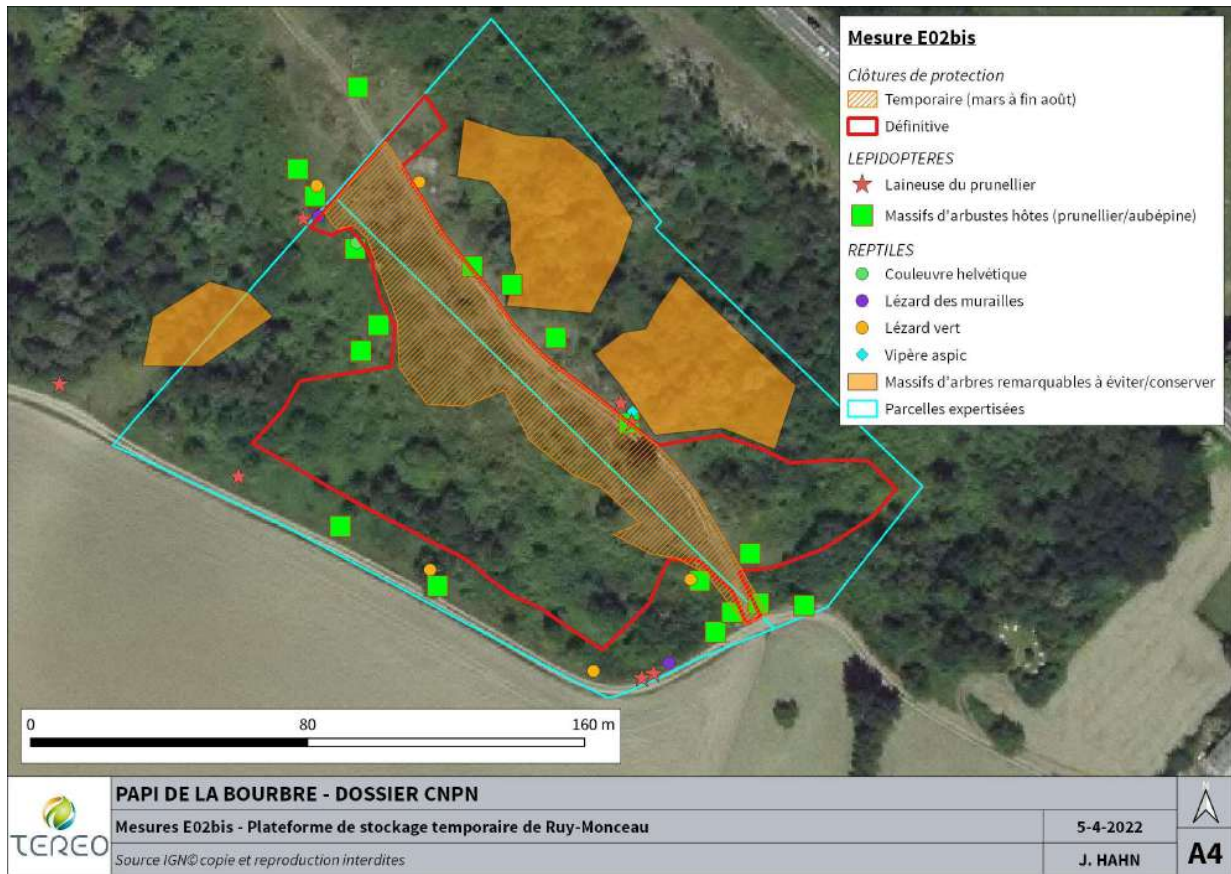 Mesure E02bis
Clôtures de protection
Temporaire (mars à fin août)
Définitive
LEPIDOPTERES
Laineuse du prunellier
Massifs d'arbustes hôtes (prunellier/aubépine)
REPTILES
Couleuvre helvétique
Lézard des murailles
Lézard vert
Vipère aspic
Massifs d'arbres remarquables à éviter/conserver
Parcelles expertisées
0 80 160 m
TEREO
PAPI DE LA BOURBRE - DOSSIER CNPN
Mesures E02bis - Plateforme de stockage temporaire de Ruy-Monceau
5-4-2022
Source IGN© copie et reproduction interdites
J. HAHN
N
A4